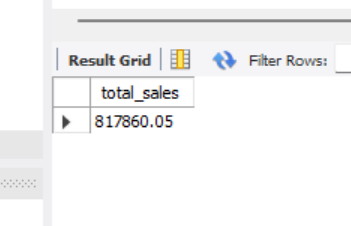 Result Grid Filter Rows:
total_sales
817860.05